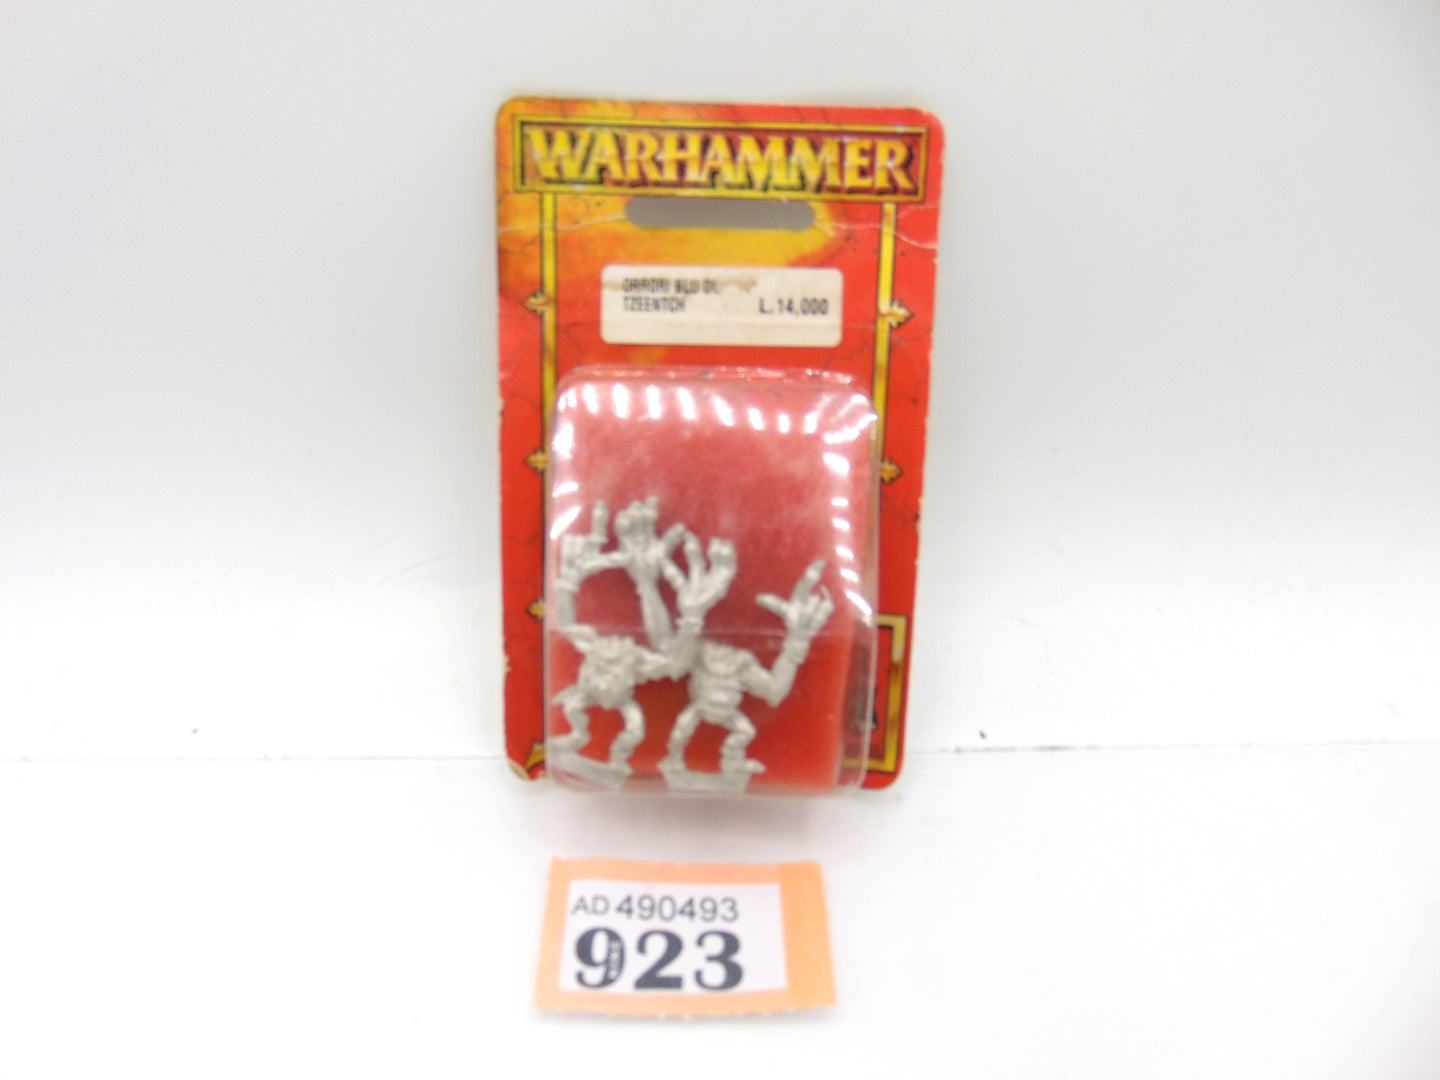 WARHAMMER
ORRORI BLU DI
TZEENTCH L.14,000
AD 490493
923